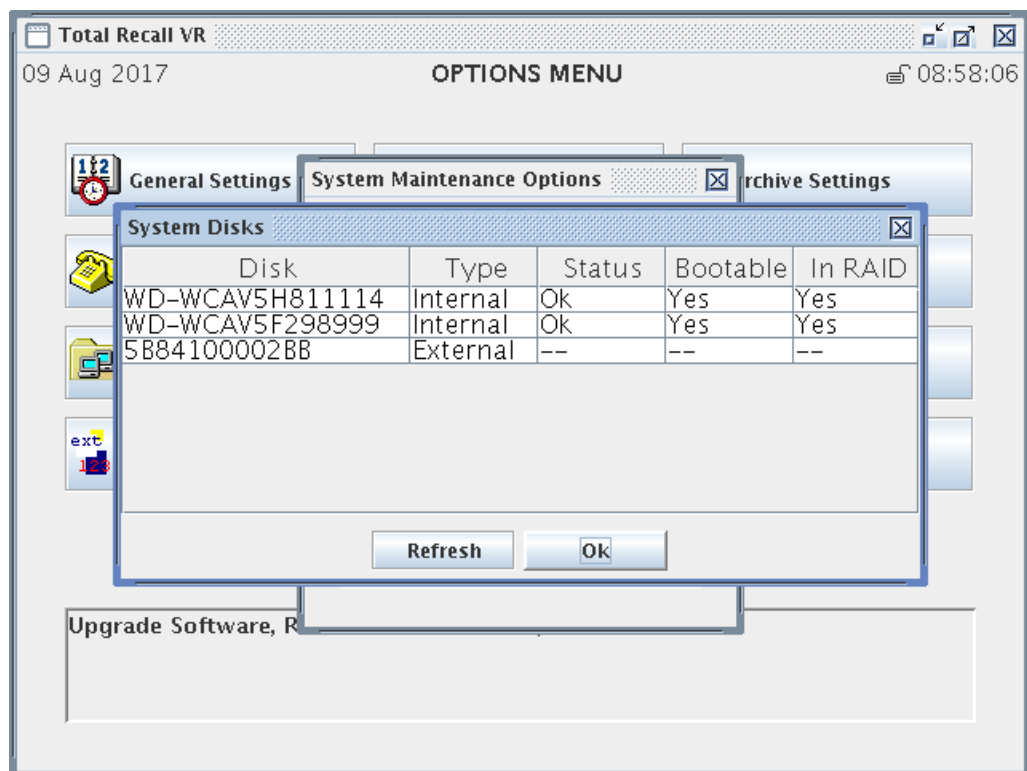 Total Recall VR
09 Aug 2017 OPTIONS MENU 08:58:06
General Settings System Maintenance Options rchive Settings
System Disks
Disk Type Status Bootable In RAID
WD-WCAV5H811114 Internal Ok Yes Yes
WD-WCAV5F298999 Internal Ok Yes Yes
5B84100002BB External -- -- --
ext
123
Refresh Ok
Upgrade Software, R